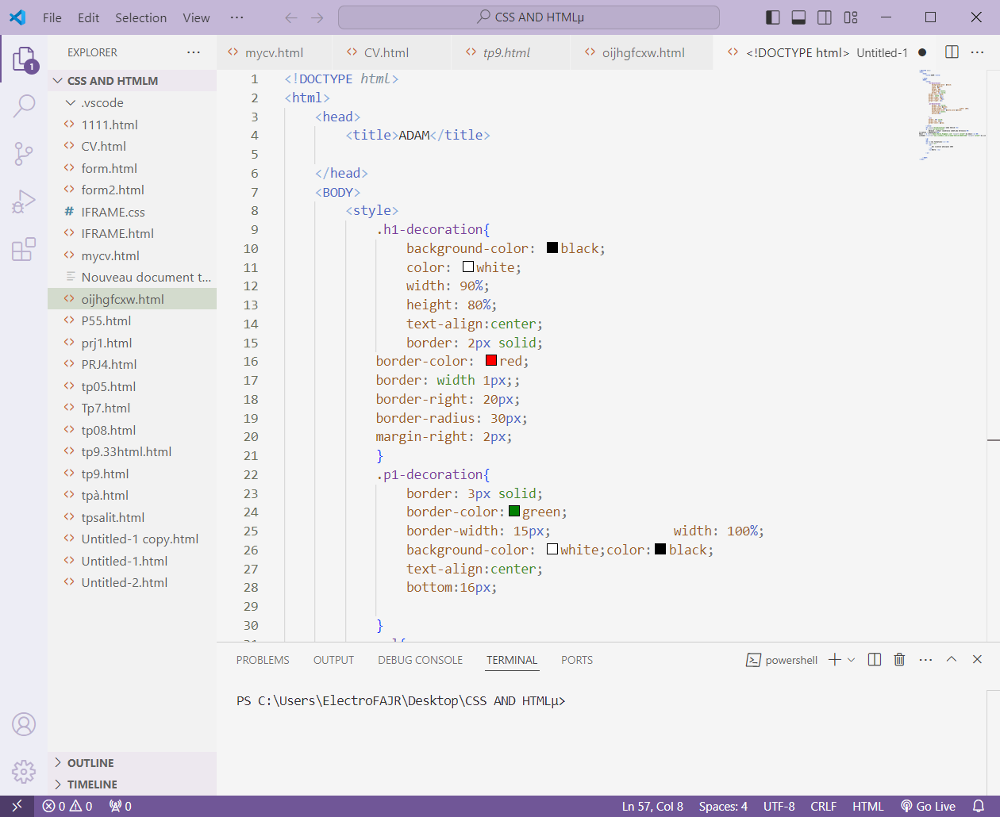 File Edit Selection View ··· CSS AND HTMLµ
EXPLORER ···
CSS AND HTMLM
.vscode
1111.html
CV.html
form.html
form2.html
# IFRAME.css
IFRAME.html
mycv.html
Nouveau document t...
oijhgfcxw.html
P55.html
prj1.html
PRJ4.html
tp05.html
Tp7.html
tp08.html
tp9.33html.html
tp9.html
tpà.html
tpsalit.html
Untitled-1 copy.html
Untitled-1.html
Untitled-2.html
OUTLINE
TIMELINE
1
mycv.html CV.html tp9.html oijhgfcxw.html <!DOCTYPE html> Untitled-1 ● ···
1 <!DOCTYPE html>
2 <html>
3 <head>
4 <title>ADAM</title>
5
6 </head>
7 <BODY>
8 <style>
9 .h1-decoration{
10 background-color: black;
11 color: white;
12 width: 90%;
13 height: 80%;
14 text-align:center;
15 border: 2px solid;
16 border-color: red;
17 border: width 1px;;
18 border-right: 20px;
19 border-radius: 30px;
20 margin-right: 2px;
21 }
22 .p1-decoration{
23 border: 3px solid;
24 border-color:green;
25 border-width: 15px; width: 100%;
26 background-color: white;color:black;
27 text-align:center;
28 bottom:16px;
29
30 }
PROBLEMS OUTPUT DEBUG CONSOLE TERMINAL PORTS powershell
PS C:\Users\ElectroFAJR\Desktop\CSS AND HTMLµ>
0 0 0 Ln 57, Col 8 Spaces: 4 UTF-8 CRLF HTML Go Live